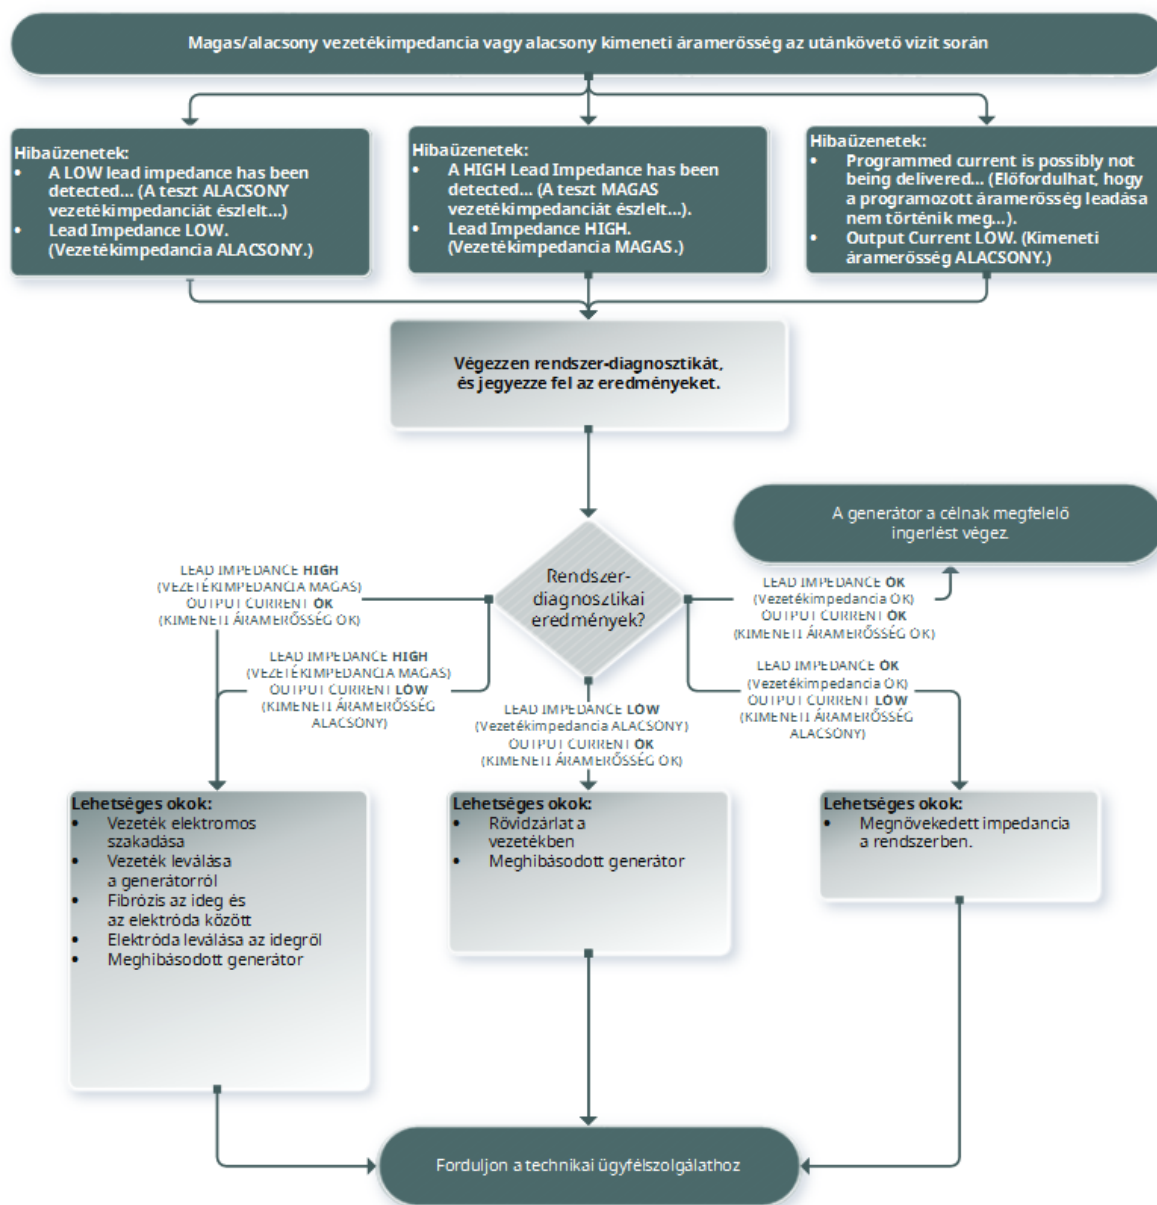 Magas/alacsony vezetékimpedancia vagy alacsony kimeneti áramerősség az utánkövető vizit során
Hibaüzenetek:
• A LOW lead impedance has been
detected... (A teszt ALACSONY
vezetékimpedanciát észlelt...)
• Lead Impedance LOW.
(Vezetékimpedancia ALACSONY.)
Hibaüzenetek:
• A HIGH Lead Impedance has been
detected... (A teszt MAGAS
vezetékimpedanciát észlelt...).
• Lead Impedance HIGH.
(Vezetékimpedancia MAGAS.)
Hibaüzenetek:
• Programmed current is possibly not
being delivered... (Előfordulhat, hogy
a programozott áramerősség leadása
nem történik meg...).
• Output Current LOW. (Kimeneti
áramerősség ALACSONY.)
Végezzen rendszer-diagnosztikát,
és jegyezze fel az eredményeket.
A generátor a célnak megfelelő
ingerlést végez.
Rendszer-
diagnosztikai
eredmények?
LEAD IMPEDANCE HIGH
(VEZETÉKIMPEDANCIA MAGAS)
OUTPUT CURRENT OK
(KIMENETI ÁRAMERŐSSÉG OK)
LEAD IMPEDANCE HIGH
(VEZETÉKIMPEDANCIA MAGAS)
OUTPUT CURRENT LOW
(KIMENETI ÁRAMERŐSSÉG
ALACSONY)
LEAD IMPEDANCE LOW
(Vezetékimpedancia ALACSONY)
OUTPUT CURRENT OK
(KIMENETI ÁRAMERŐSSÉG OK)
LEAD IMPEDANCE OK
(Vezetékimpedancia OK)
OUTPUT CURRENT OK
(KIMENETI ÁRAMERŐSSÉG OK)
LEAD IMPEDANCE OK
(Vezetékimpedancia OK)
OUTPUT CURRENT LOW
(KIMENETI ÁRAMERŐSSÉG
ALACSONY)
Lehetséges okok:
• Vezeték elektromos
szakadása
• Vezeték leválása
a generátorról
• Fibrózis az ideg és
az elektróda között
• Elektróda leválása az idegről
• Meghibásodott generátor
Lehetséges okok:
• Rövidzárlat a
vezetékben
• Meghibásodott generátor
Lehetséges okok:
• Megnövekedett impedancia
a rendszerben.
Forduljon a technikai ügyfélszolgálathoz